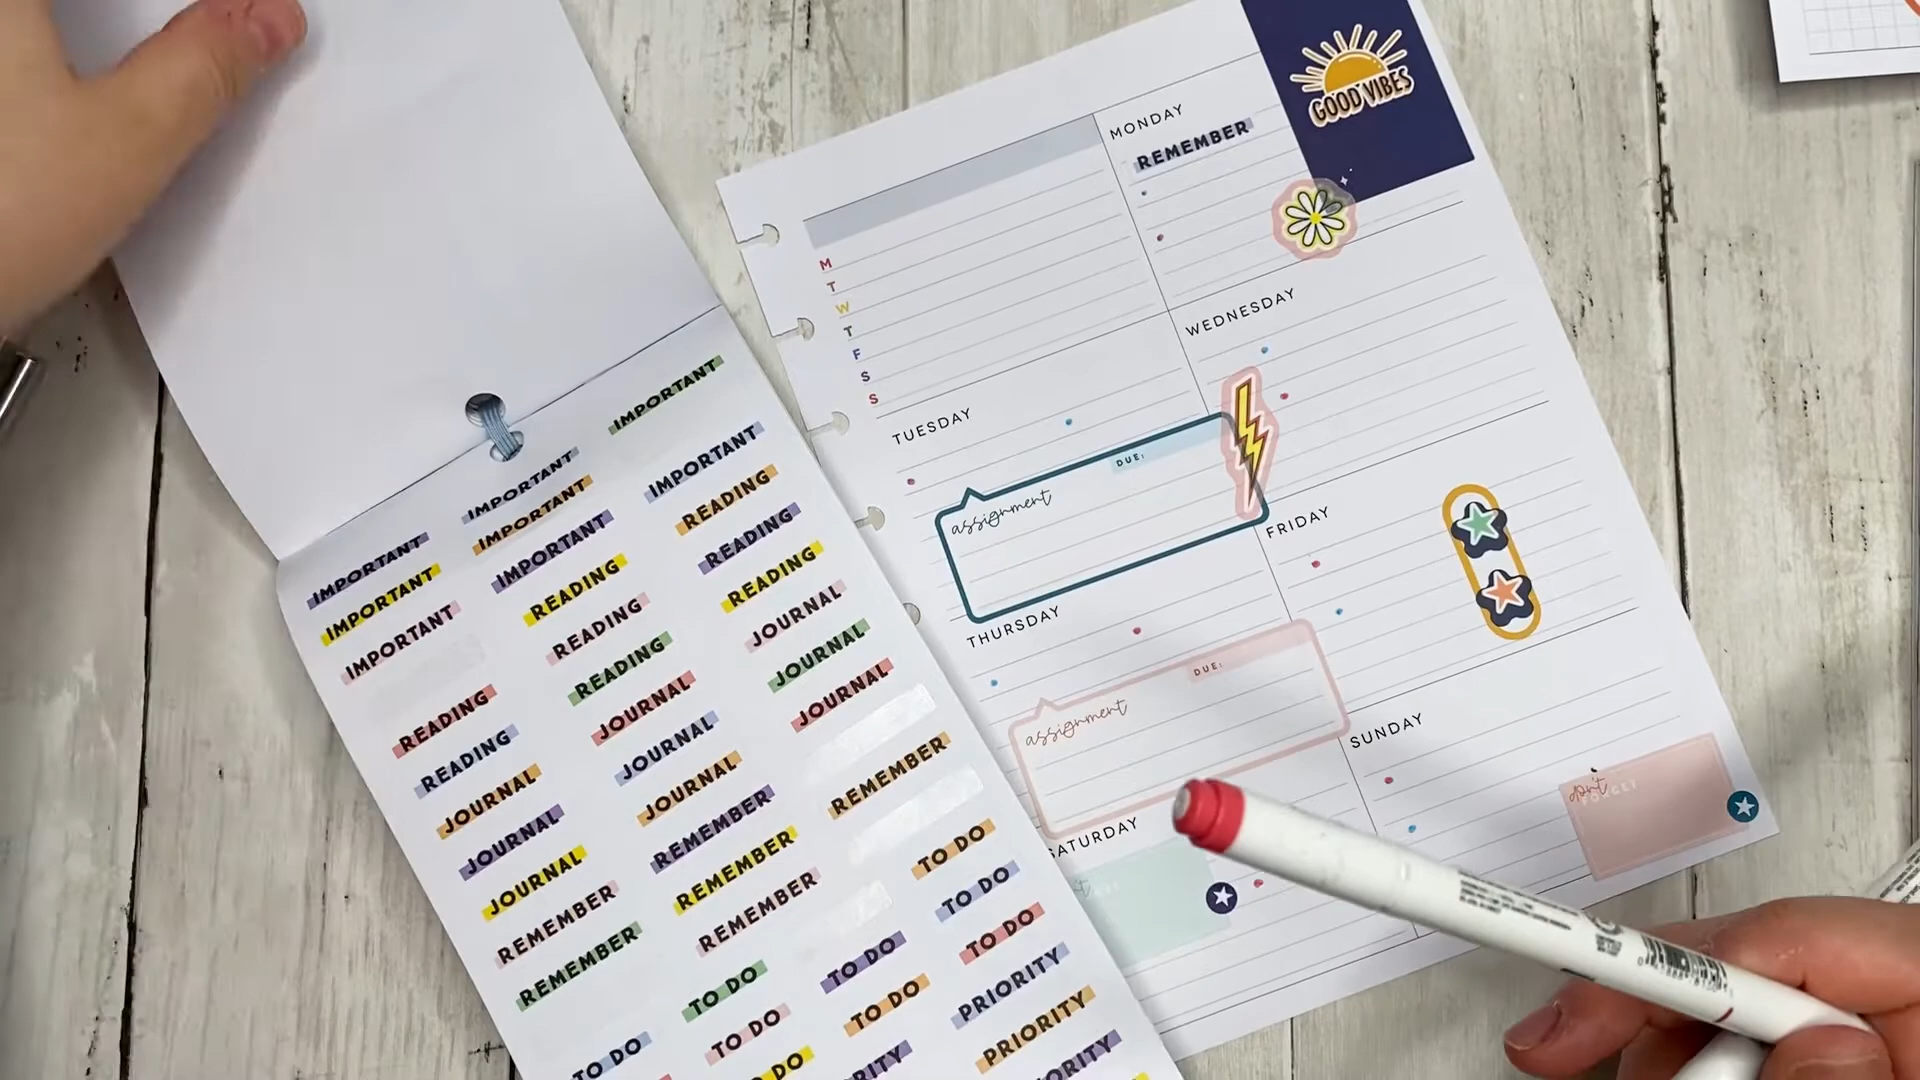 IMPORTANT
IMPORTANT
IMPORTANT
IMPORTANT
IMPORTANT
IMPORTANT
READING
IMPORTANT
IMPORTANT
READING
READING
READING
READING
READING
READING
JOURNAL
READING
JOURNAL
JOURNAL
JOURNAL
JOURNAL
JOURNAL
JOURNAL
JOURNAL
JOURNAL
REMEMBER
REMEMBER
REMEMBER
REMEMBER
REMEMBER
REMEMBER
TO DO
TO DO
TO DO
TO DO
TO DO
TO DO
TO DO
TO DO
PRIORITY
PRIORITY
GOOD VIBES
MONDAY
REMEMBER
M
T
W
T
F
S
S
TUESDAY
DUE:
assignment
WEDNESDAY
THURSDAY
DUE:
assignment
FRIDAY
SATURDAY
SUNDAY
don't
FORGET